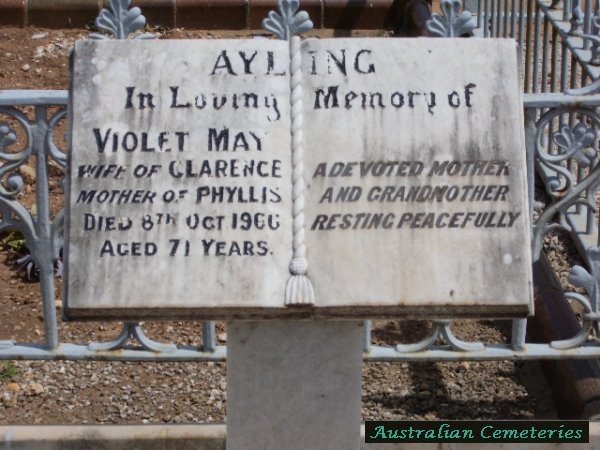 AYLING
In Loving Memory of
VIOLET MAY
WIFE OF CLARENCE
MOTHER OF PHYLLIS
DIED 8TH OCT 1966
AGED 71 YEARS.
A DEVOTED MOTHER
AND GRANDMOTHER
RESTING PEACEFULLY
Australian Cemeteries